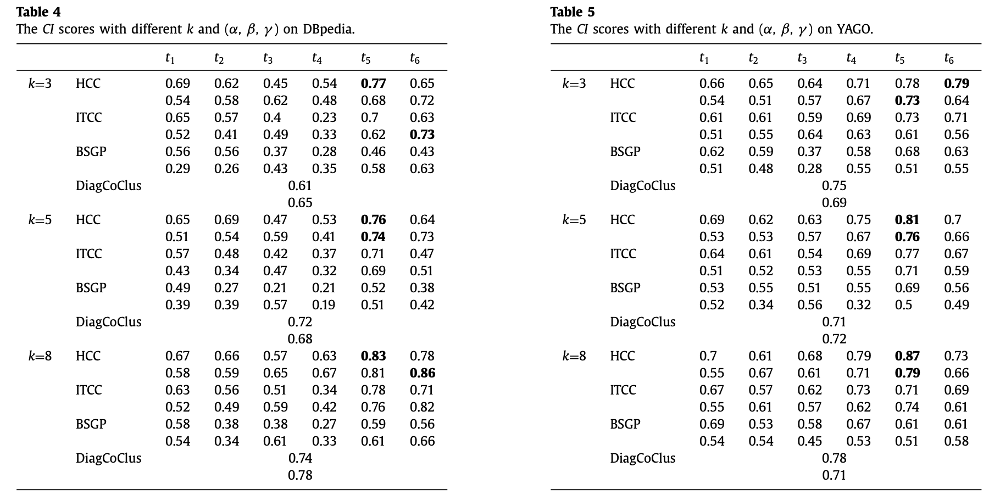 Table 4
The CI scores with different k and (α, β, γ) on DBpedia.
t1 t2 t3 t4 t5 t6
k=3 HCC 0.69 0.62 0.45 0.54 0.77 0.65
0.54 0.58 0.62 0.48 0.68 0.72
ITCC 0.65 0.57 0.4 0.23 0.7 0.63
0.52 0.41 0.49 0.33 0.62 0.73
BSGP 0.56 0.56 0.37 0.28 0.46 0.43
0.29 0.26 0.43 0.35 0.58 0.63
DiagCoClus 0.61
0.65
k=5 HCC 0.65 0.69 0.47 0.53 0.76 0.64
0.51 0.54 0.59 0.41 0.74 0.73
ITCC 0.57 0.48 0.42 0.37 0.71 0.47
0.43 0.34 0.47 0.32 0.69 0.51
BSGP 0.49 0.27 0.21 0.21 0.52 0.38
0.39 0.39 0.57 0.19 0.51 0.42
DiagCoClus 0.72
0.68
k=8 HCC 0.67 0.66 0.57 0.63 0.83 0.78
0.58 0.59 0.65 0.67 0.81 0.86
ITCC 0.63 0.56 0.51 0.34 0.78 0.71
0.52 0.49 0.59 0.42 0.76 0.82
BSGP 0.58 0.38 0.38 0.27 0.59 0.56
0.54 0.34 0.61 0.33 0.61 0.66
DiagCoClus 0.74
0.78
Table 5
The CI scores with different k and (α, β, γ) on YAGO.
t1 t2 t3 t4 t5 t6
k=3 HCC 0.66 0.65 0.64 0.71 0.78 0.79
0.54 0.51 0.57 0.67 0.73 0.64
ITCC 0.61 0.61 0.59 0.69 0.73 0.71
0.51 0.55 0.64 0.63 0.61 0.56
BSGP 0.62 0.59 0.37 0.58 0.68 0.63
0.51 0.48 0.28 0.55 0.51 0.55
DiagCoClus 0.75
0.69
k=5 HCC 0.69 0.62 0.63 0.75 0.81 0.7
0.53 0.53 0.57 0.67 0.76 0.66
ITCC 0.64 0.61 0.54 0.69 0.77 0.67
0.51 0.52 0.53 0.55 0.71 0.59
BSGP 0.53 0.55 0.51 0.55 0.69 0.56
0.52 0.34 0.56 0.32 0.5 0.49
DiagCoClus 0.71
0.72
k=8 HCC 0.7 0.61 0.68 0.79 0.87 0.73
0.55 0.67 0.61 0.71 0.79 0.66
ITCC 0.67 0.57 0.62 0.73 0.71 0.69
0.55 0.61 0.57 0.62 0.74 0.61
BSGP 0.69 0.53 0.58 0.67 0.61 0.61
0.54 0.54 0.45 0.53 0.51 0.58
DiagCoClus 0.78
0.71